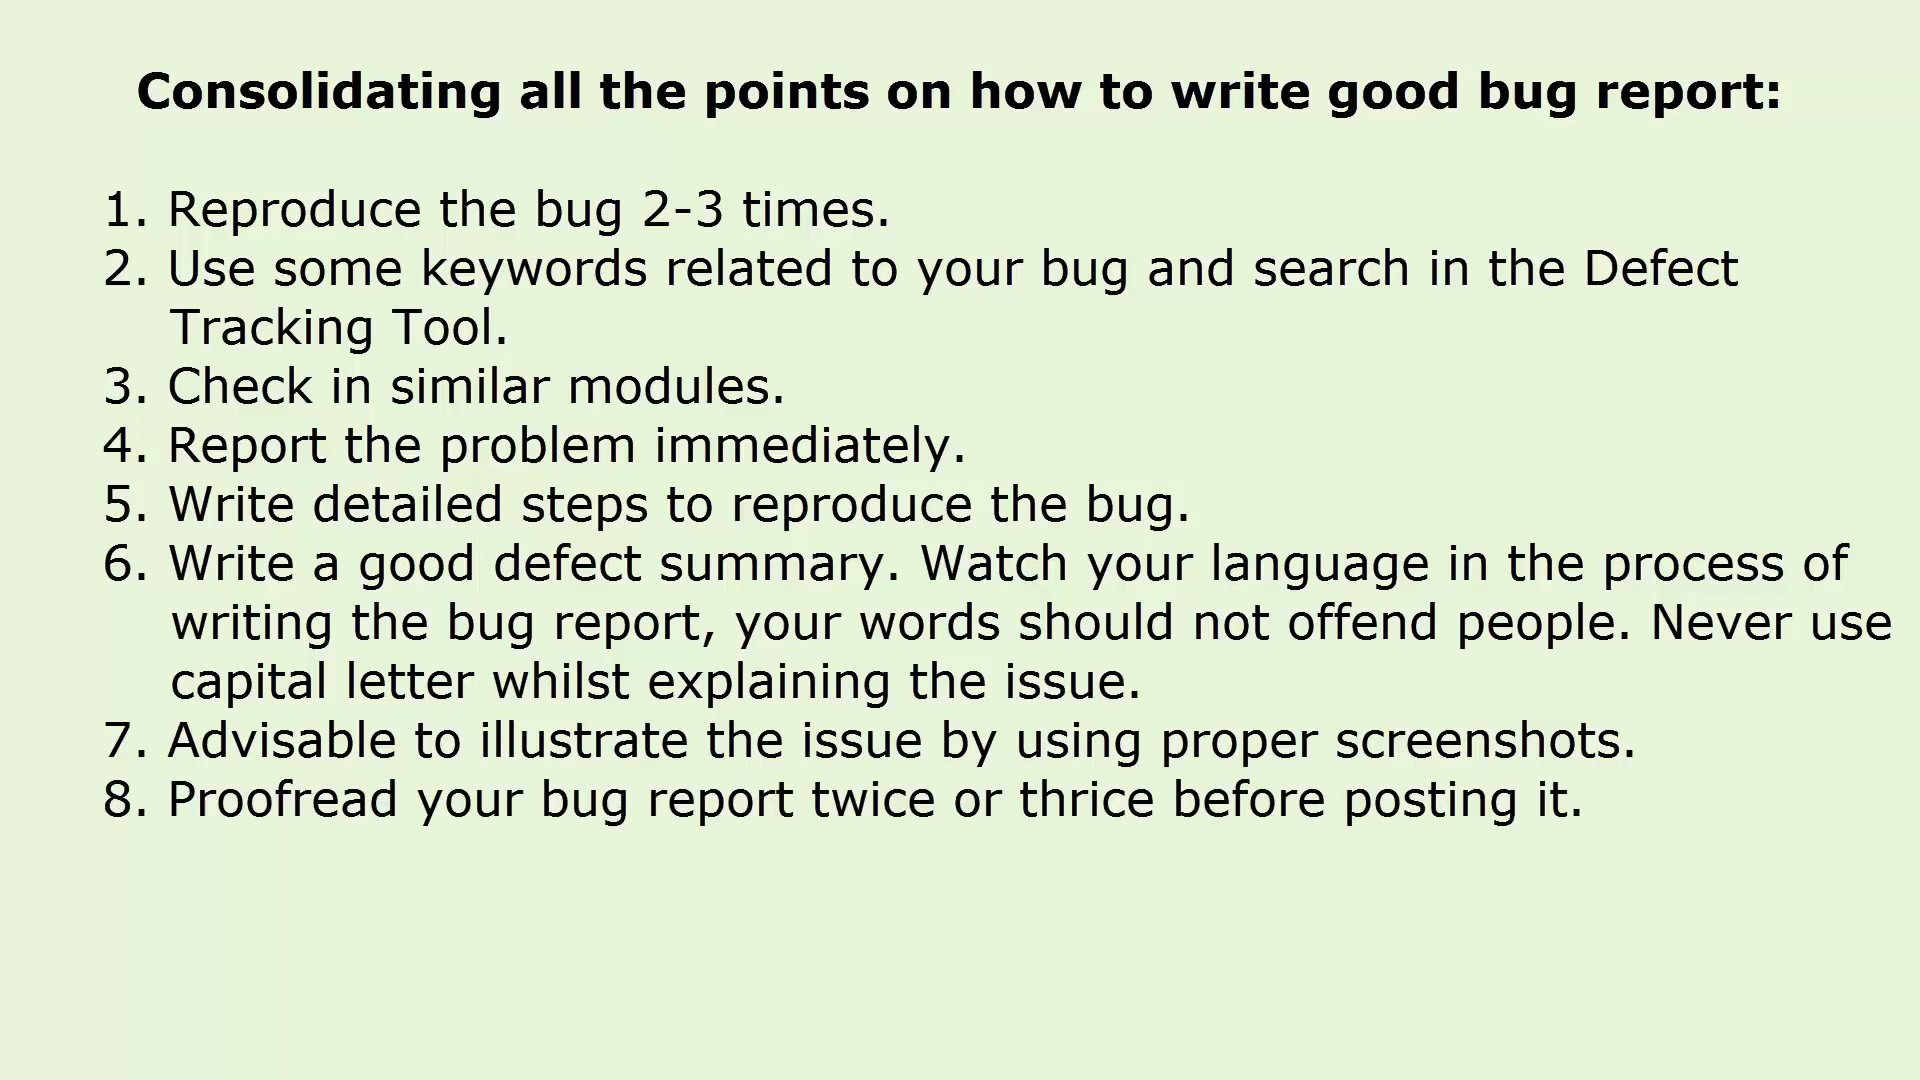 Consolidating all the points on how to write good bug report:
1. Reproduce the bug 2-3 times.
2. Use some keywords related to your bug and search in the Defect
Tracking Tool.
3. Check in similar modules.
4. Report the problem immediately.
5. Write detailed steps to reproduce the bug.
6. Write a good defect summary. Watch your language in the process of
writing the bug report, your words should not offend people. Never use
capital letter whilst explaining the issue.
7. Advisable to illustrate the issue by using proper screenshots.
8. Proofread your bug report twice or thrice before posting it.